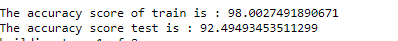 The accuracy score of train is : 98.0027491890671
The accuracy score test is : 92.49493453511299